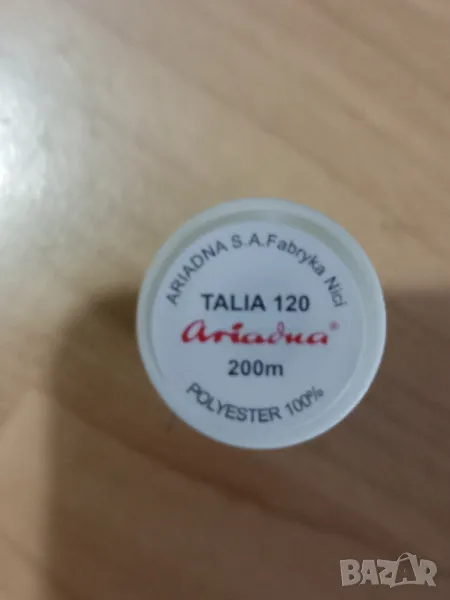 ARIADNA S.A.Fabryka Nici
TALIA 120
ariadna®
200m
POLYESTER 100%
BAZAR